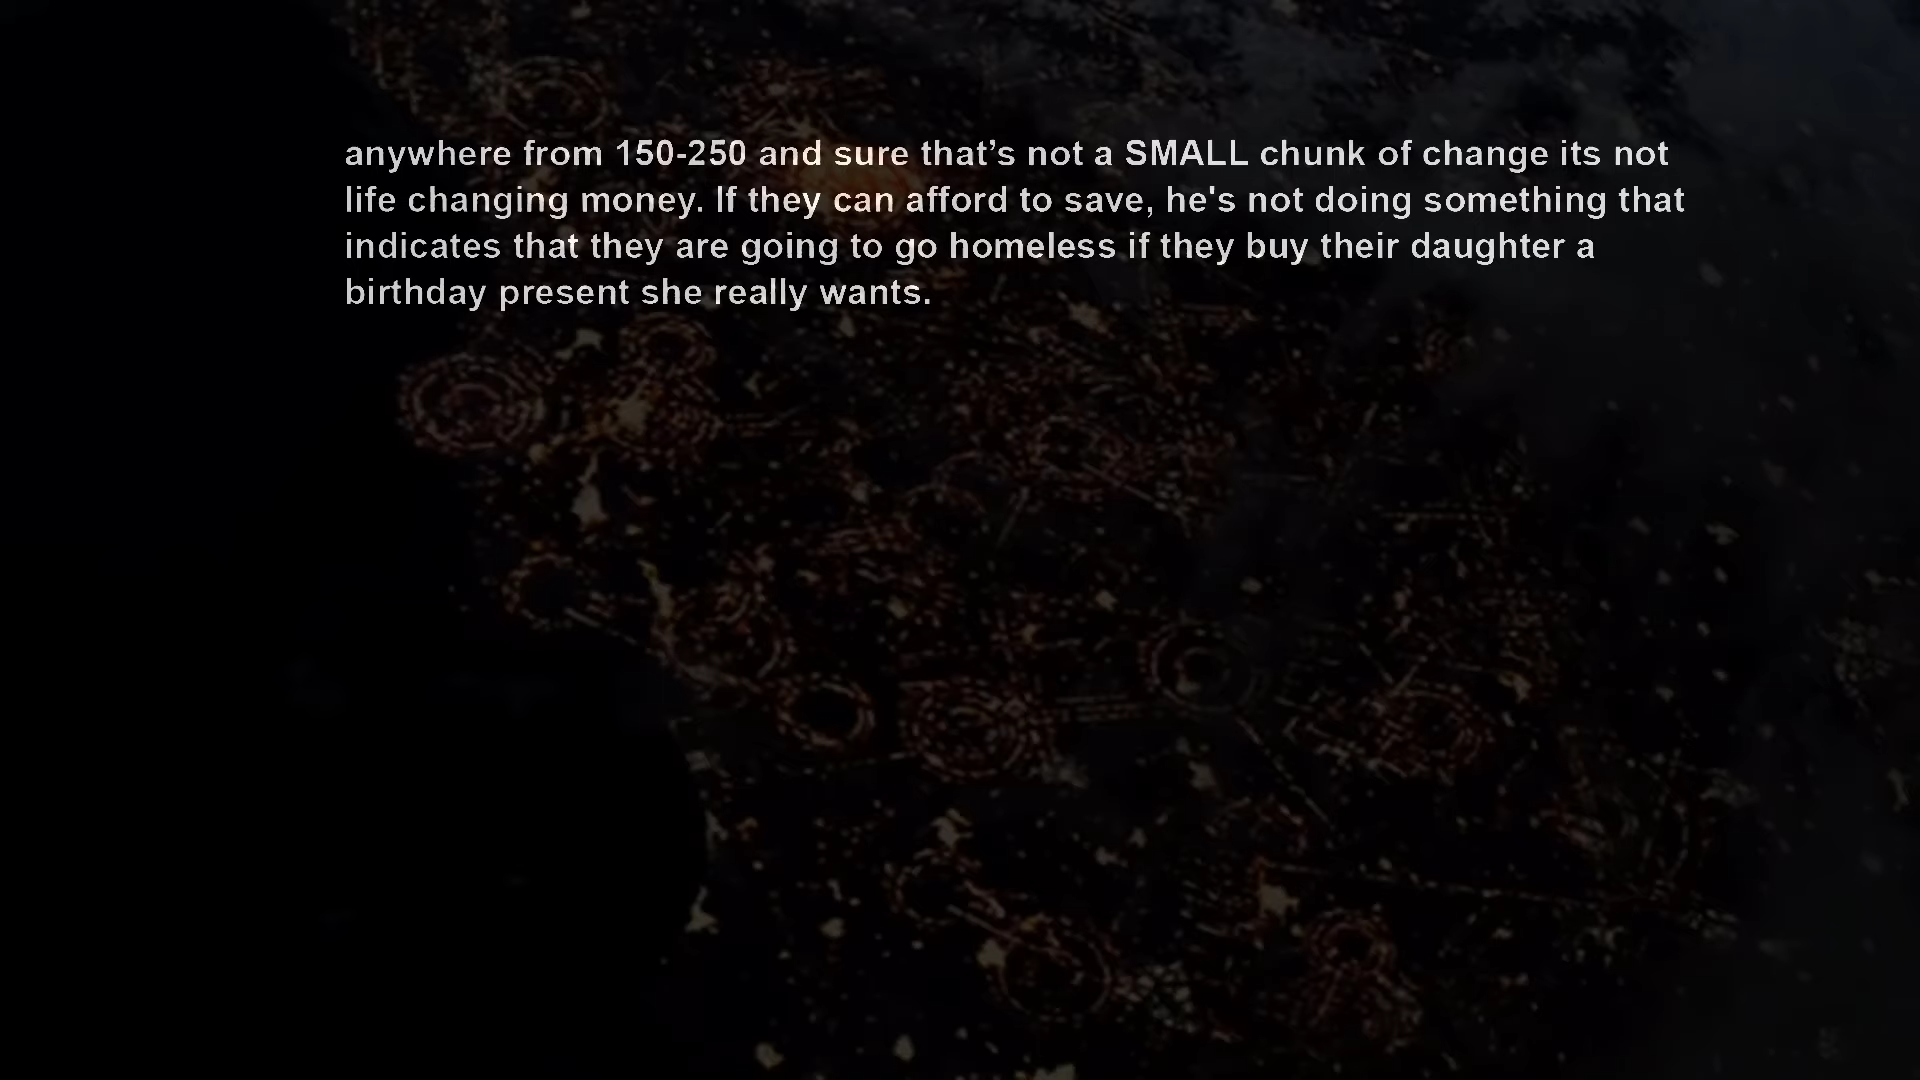 anywhere from 150-250 and sure that’s not a SMALL chunk of change its not
life changing money. If they can afford to save, he's not doing something that
indicates that they are going to go homeless if they buy their daughter a
birthday present she really wants.